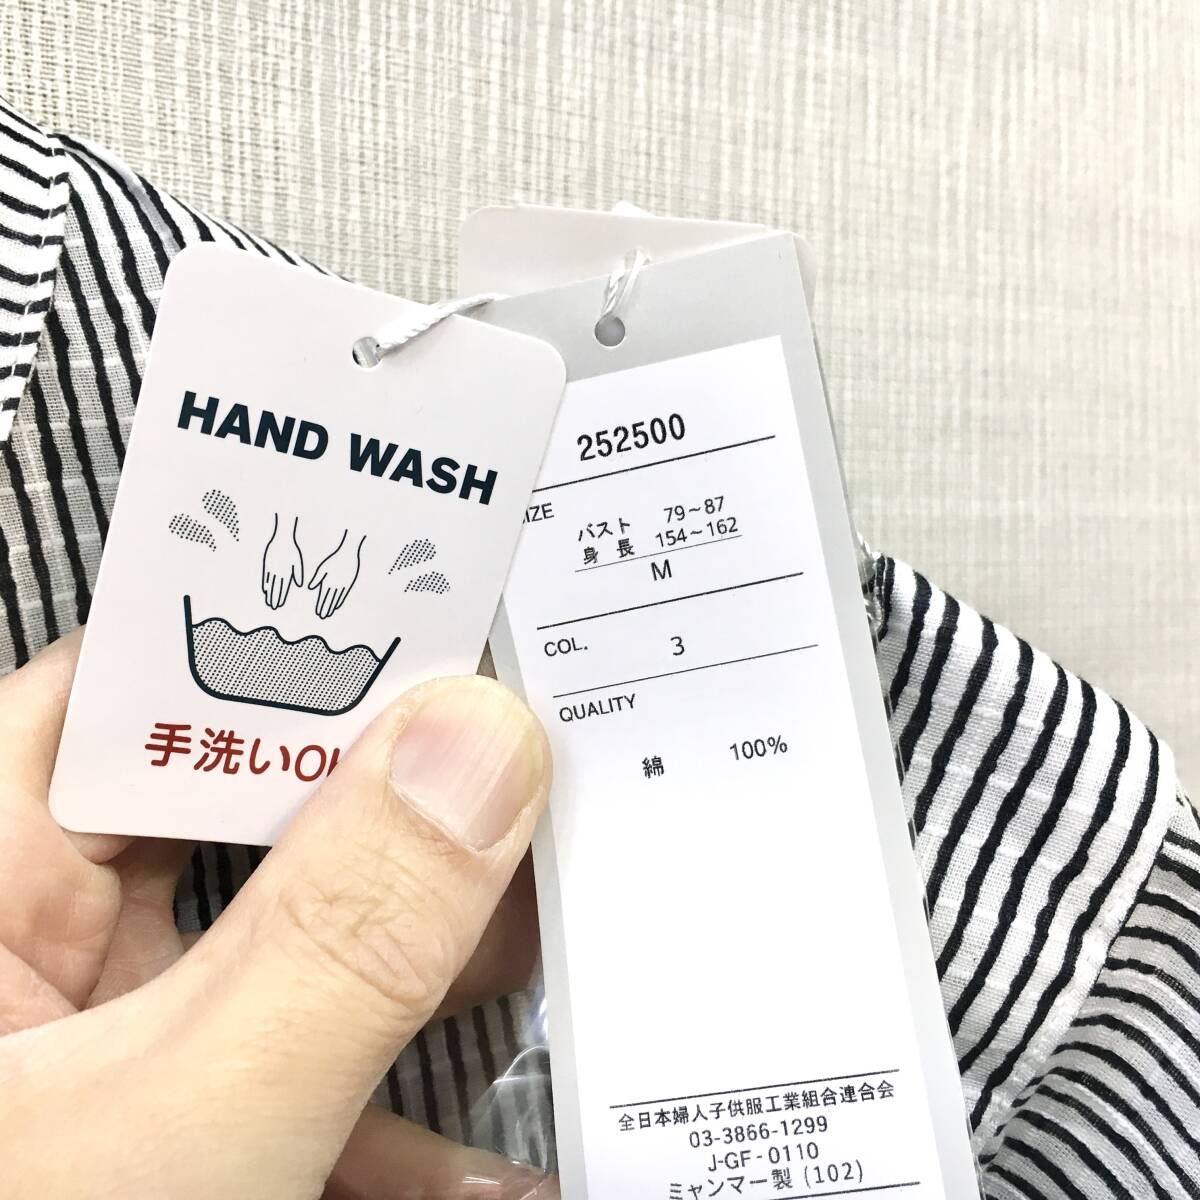 HAND WASH
手洗いO
252500
IZE
バスト 79～87
身長 154～162
M
COL. 3
QUALITY
綿 100%
全日本婦人子供服工業組合連合会
03-3866-1299
J-GF-0110
ミャンマー製 (102)